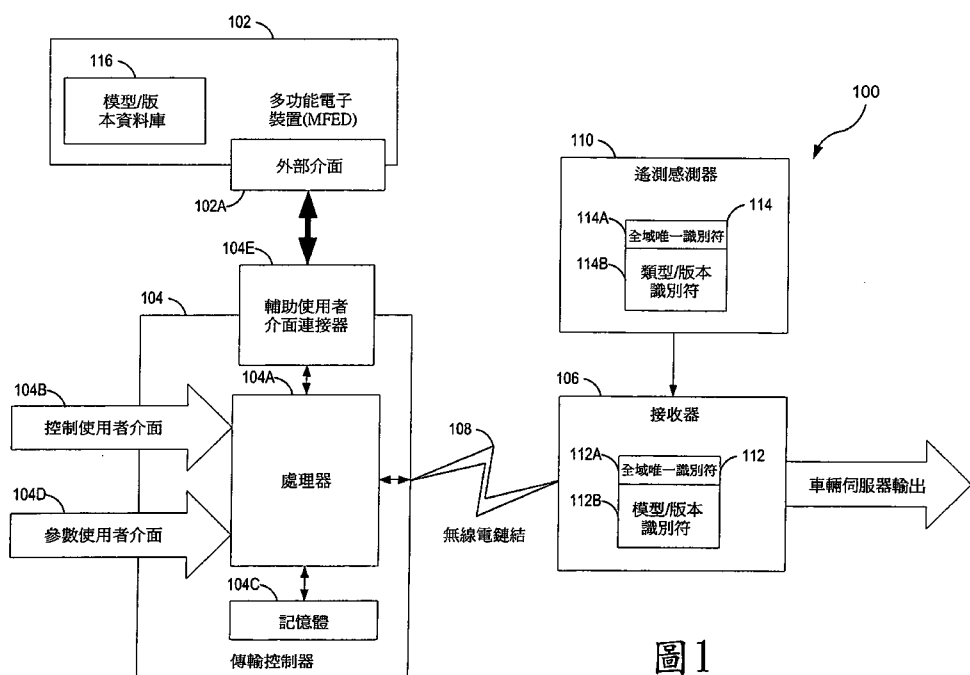 102
116
模型/版
本資料庫
多功能電子
裝置(MFED)
外部介面
102A
100
110
遙測感測器
114A
114
全域唯一識別符
114B
類型/版本
識別符
104E
104
輔助使用者
介面連接器
104A
104B
控制使用者介面
處理器
104D
參數使用者介面
104C
記憶體
傳輸控制器
108
無線電鏈結
106
接收器
112A
112
全域唯一識別符
112B
模型/版本
識別符
車輛伺服器輸出
圖1